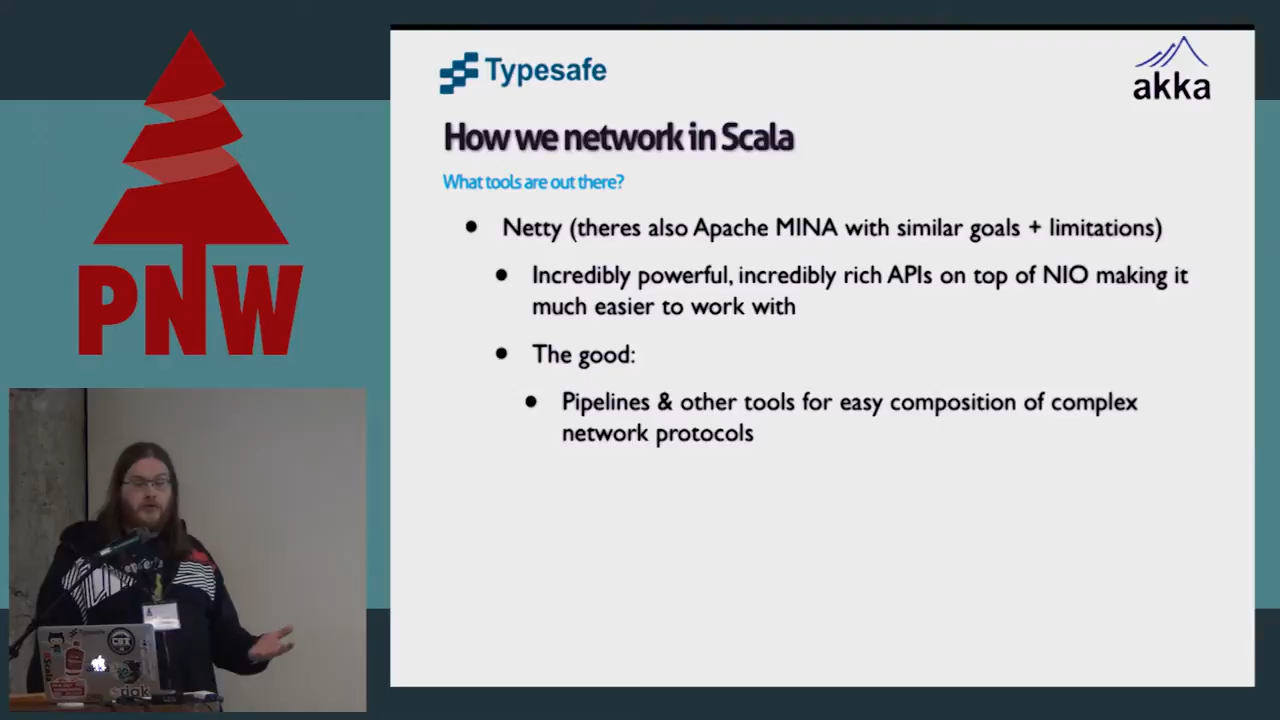 PNW
Typesafe
akka
How we network in Scala
What tools are out there?
• Netty (theres also Apache MINA with similar goals + limitations)
• Incredibly powerful, incredibly rich APIs on top of NIO making it
much easier to work with
• The good:
• Pipelines & other tools for easy composition of complex
network protocols
Typesafe
riak